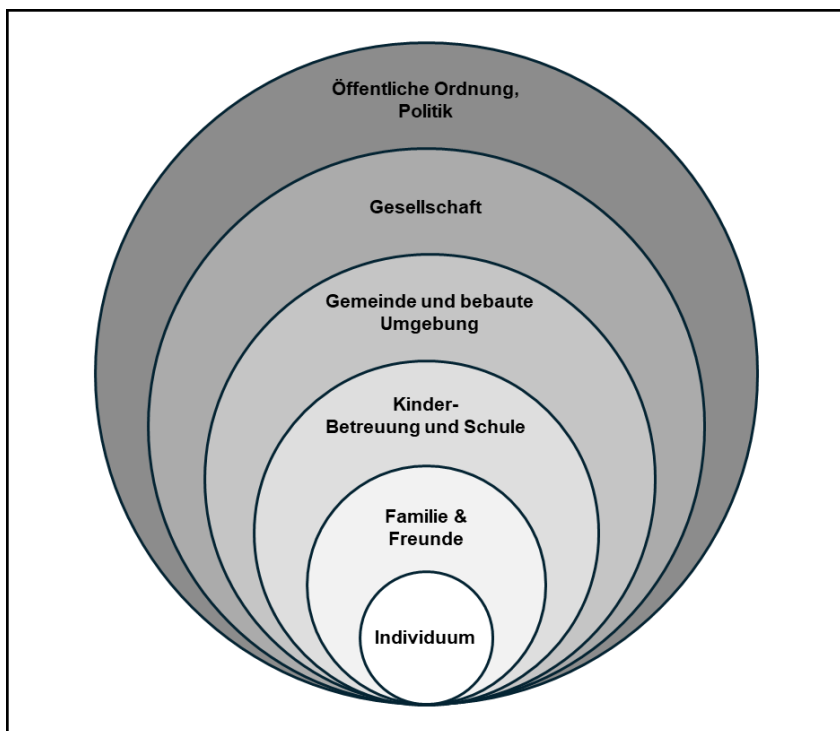 Öffentliche Ordnung,
Politik
Gesellschaft
Gemeinde und bebaute
Umgebung
Kinder-
Betreuung und Schule
Familie &
Freunde
Individuum